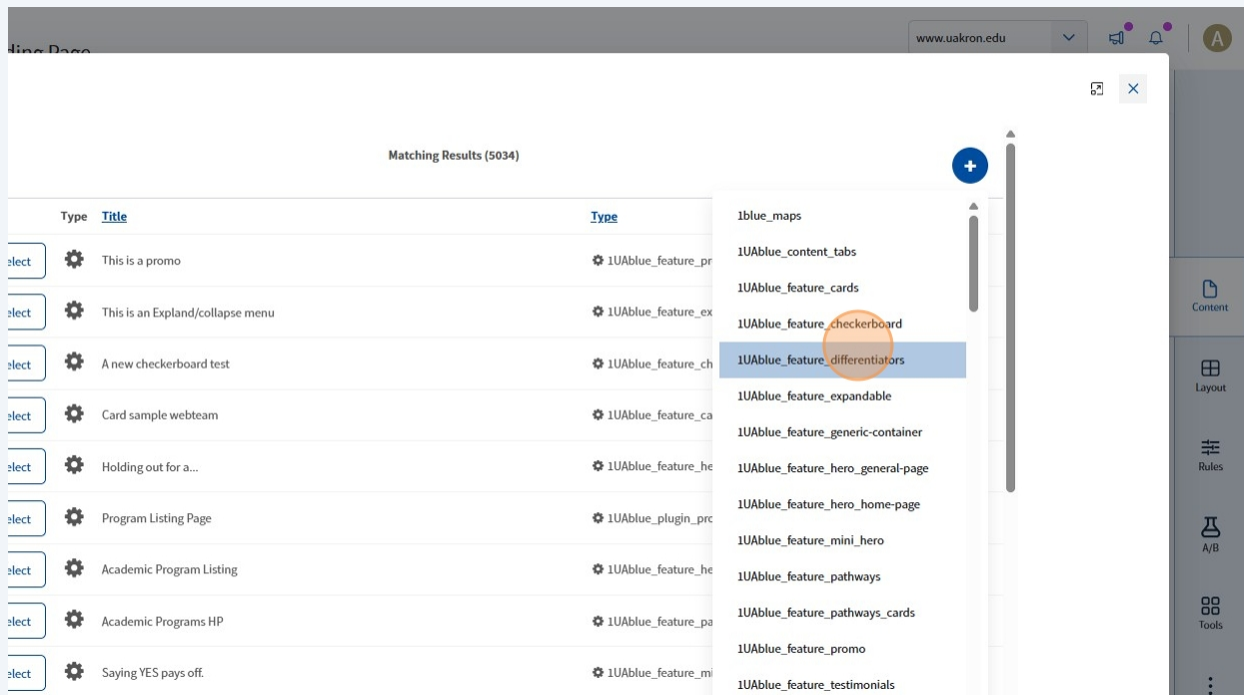 ding Page
www.uakron.edu
A
Matching Results (5034)
Type Title Type
elect This is a promo 1UAblue_feature_pr
elect This is an Expland/collapse menu 1UAblue_feature_ex
elect A new checkerboard test 1UAblue_feature_ch
elect Card sample webteam 1UAblue_feature_ca
elect Holding out for a... 1UAblue_feature_he
elect Program Listing Page 1UAblue_plugin_pro
elect Academic Program Listing 1UAblue_feature_he
elect Academic Programs HP 1UAblue_feature_pa
elect Saying YES pays off. 1UAblue_feature_mi
1blue_maps
1UAblue_content_tabs
1UAblue_feature_cards
1UAblue_feature_checkerboard
1UAblue_feature_differentiators
1UAblue_feature_expandable
1UAblue_feature_generic-container
1UAblue_feature_hero_general-page
1UAblue_feature_hero_home-page
1UAblue_feature_mini_hero
1UAblue_feature_pathways
1UAblue_feature_pathways_cards
1UAblue_feature_promo
1UAblue_feature_testimonials
Content
Layout
Rules
A/B
Tools